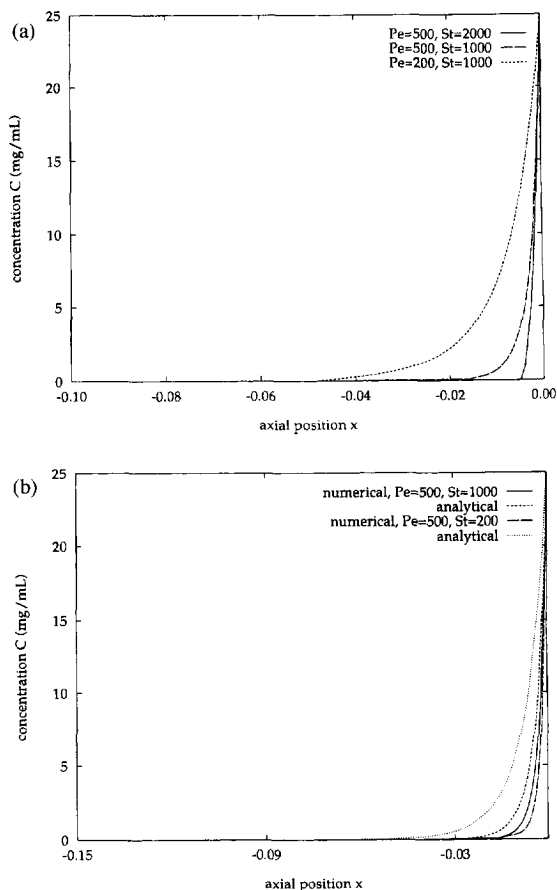 (a)
25
20
15
10
5
0
concentration C (mg/mL)
Pe=500, St=2000
Pe=500, St=1000
Pe=200, St=1000
-0.10
-0.08
-0.06
-0.04
-0.02
0.00
axial position x
(b)
25
20
15
10
5
0
concentration C (mg/mL)
numerical, Pe=500, St=1000
analytical
numerical, Pe=500, St=200
analytical
-0.15
-0.09
-0.03
axial position x